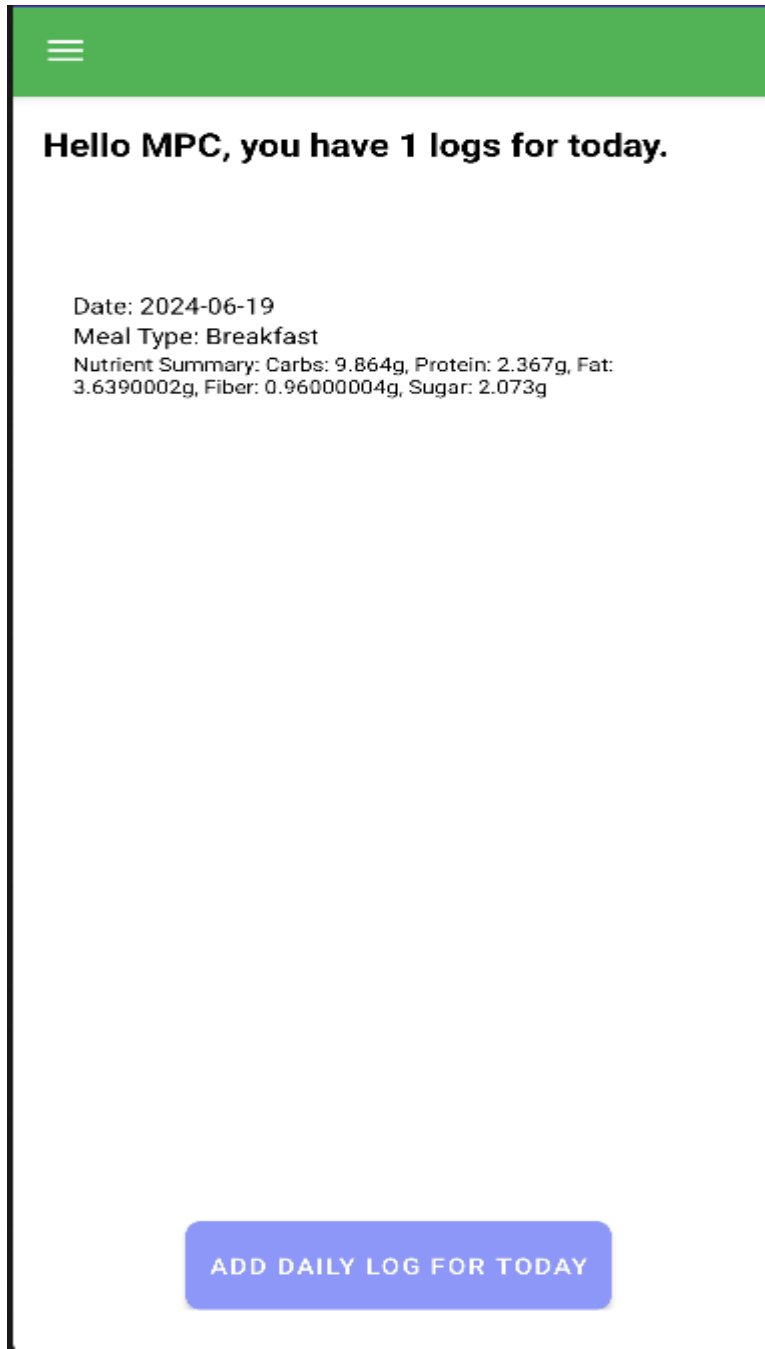 Hello MPC, you have 1 logs for today.
Date: 2024-06-19
Meal Type: Breakfast
Nutrient Summary: Carbs: 9.864g, Protein: 2.367g, Fat:
3.6390002g, Fiber: 0.96000004g, Sugar: 2.073g
ADD DAILY LOG FOR TODAY